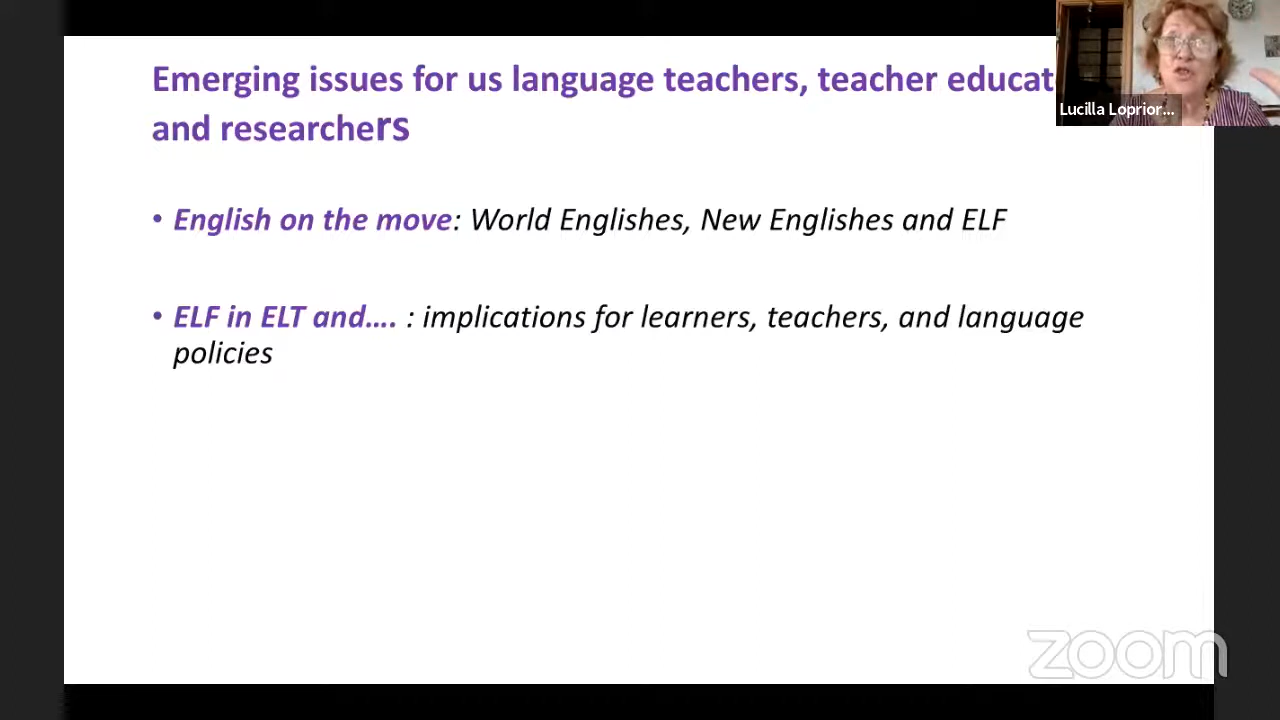 Emerging issues for us language teachers, teacher educat
and researchers
Lucilla Loprior...
• English on the move: World Englishes, New Englishes and ELF
• ELF in ELT and…. : implications for learners, teachers, and language
policies
zoom